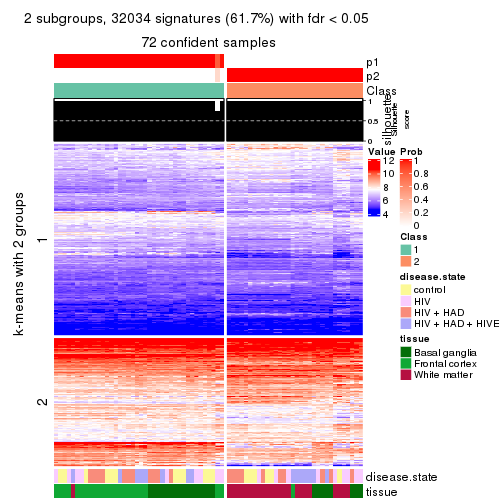 2 subgroups, 32034 signatures (61.7%) with fdr < 0.05
72 confident samples
p1
p2
Class
silhouette
Silhouette
score
1
0.5
0
k-means with 2 groups
1
2
Value
12
10
8
6
4
Prob
1
0.8
0.6
0.4
0.2
0
Class
1
2
disease.state
control
HIV
HIV + HAD
HIV + HAD + HIVE
tissue
Basal ganglia
Frontal cortex
White matter
disease.state
tissue